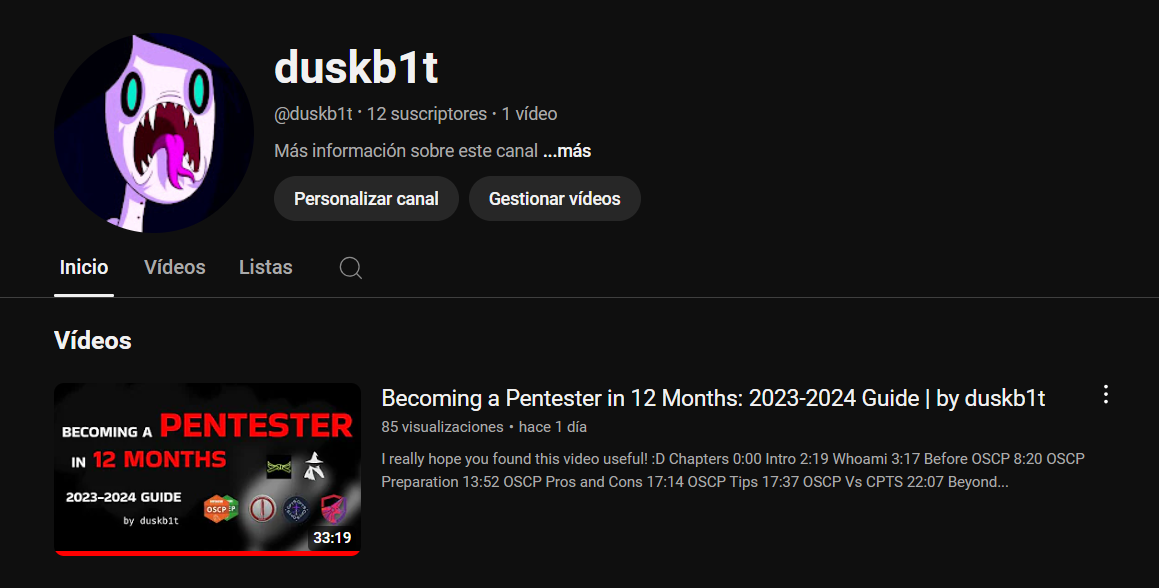 duskb1t
@duskb1t · 12 suscriptores · 1 vídeo
Más información sobre este canal ...más
Personalizar canal
Gestionar vídeos
Inicio
Vídeos
Listas
Vídeos
BECOMING A PENTESTER
IN 12 MONTHS
2023-2024 GUIDE
by duskb1t
OSCP
EP
33:19
Becoming a Pentester in 12 Months: 2023-2024 Guide | by duskb1t
85 visualizaciones • hace 1 día
I really hope you found this video useful! :D Chapters 0:00 Intro 2:19 Whoami 3:17 Before OSCP 8:20 OSCP
Preparation 13:52 OSCP Pros and Cons 17:14 OSCP Tips 17:37 OSCP Vs CPTS 22:07 Beyond...